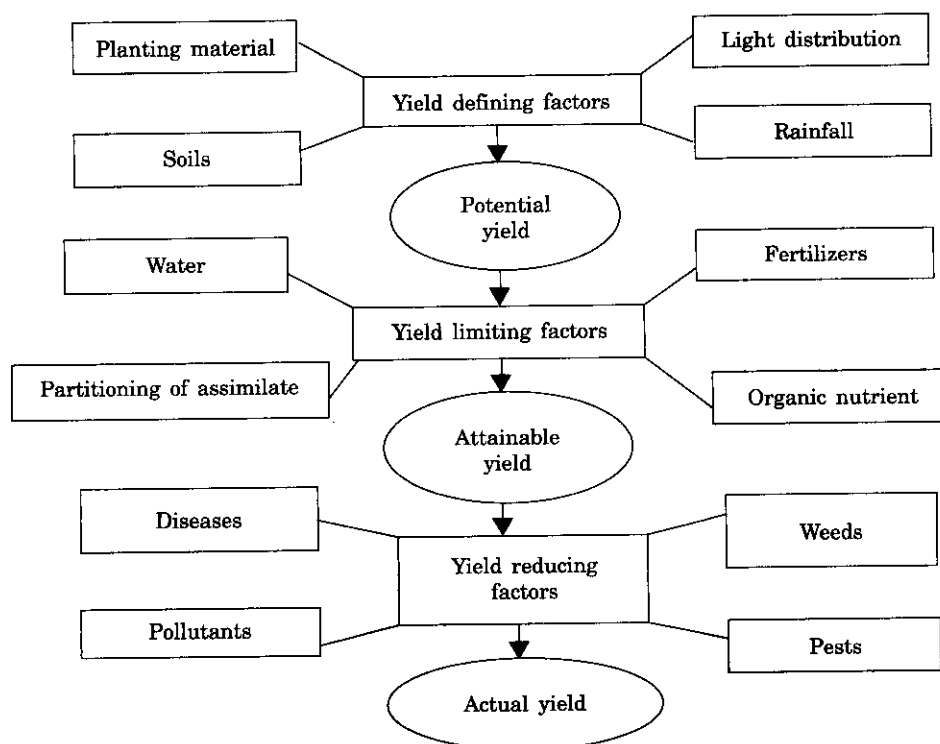 Planting material
Light distribution
Yield defining factors
Soils
Rainfall
Potential
yield
Water
Fertilizers
Yield limiting factors
Partitioning of assimilate
Organic nutrient
Attainable
yield
Diseases
Weeds
Yield reducing
factors
Pollutants
Pests
Actual yield